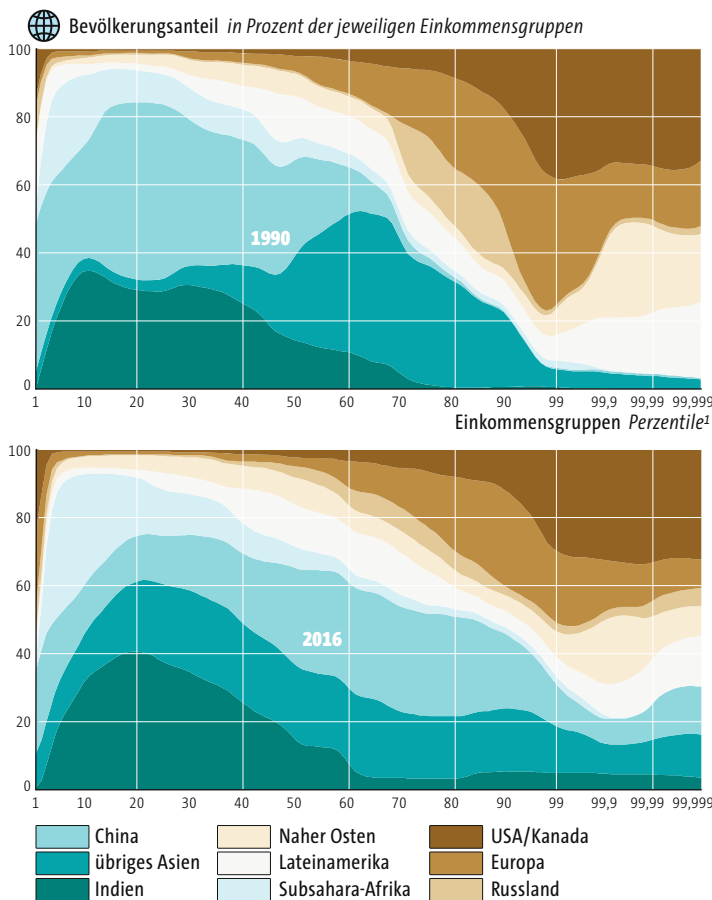 Bevölkerungsanteil in Prozent der jeweiligen Einkommensgruppen
100
80
60
40
20
0
1990
1 10 20 30 40 50 60 70 80 90 99 99,9 99,99 99,999
Einkommensgruppen Perzentile¹
100
80
60
40
20
0
2016
1 10 20 30 40 50 60 70 80 90 99 99,9 99,99 99,999
China Naher Osten USA/Kanada
übriges Asien Lateinamerika Europa
Indien Subsahara-Afrika Russland